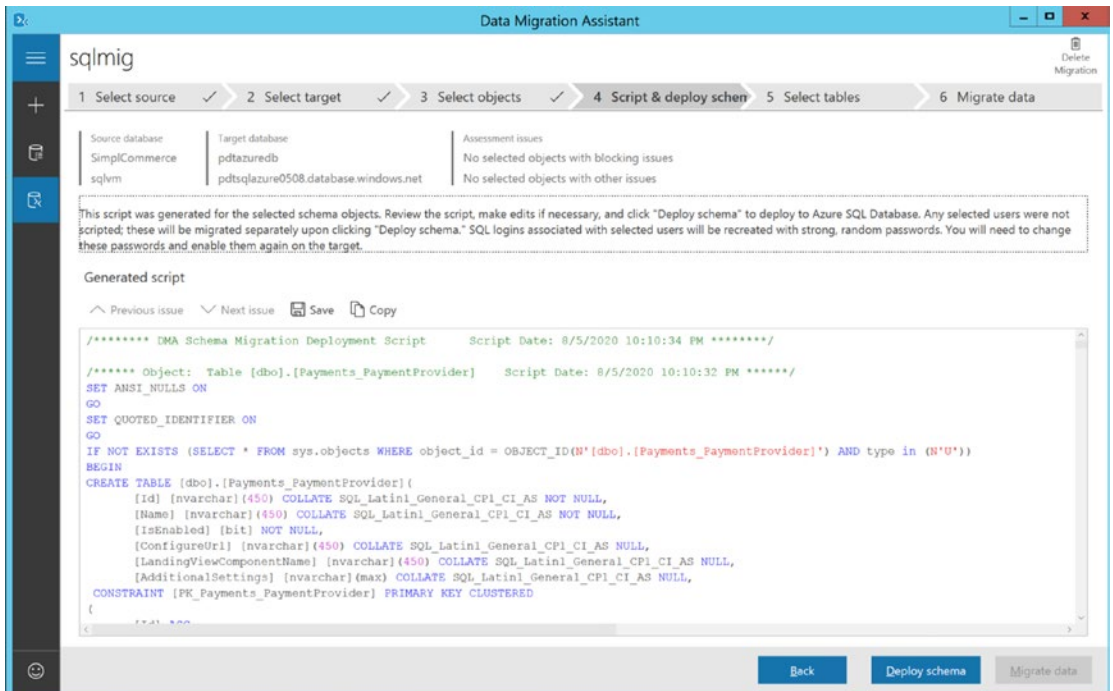 Data Migration Assistant
sqlmig
Delete
Migration
1 Select source
2 Select target
3 Select objects
4 Script & deploy schen
5 Select tables
6 Migrate data
Source database
SimplCommerce
sqlvm
Target database
pdtazuredb
pdtsqlazure0508.database.windows.net
Assessment issues
No selected objects with blocking issues
No selected objects with other issues
This script was generated for the selected schema objects. Review the script, make edits if necessary, and click "Deploy schema" to deploy to Azure SQL Database. Any selected users were not
scripted; these will be migrated separately upon clicking "Deploy schema." SQL logins associated with selected users will be recreated with strong, random passwords. You will need to change
these passwords and enable them again on the target.
Generated script
Previous issue
Next issue
Save
Copy
/******** DMA Schema Migration Deployment Script      Script Date: 8/5/2020 10:10:34 PM ********/
/****** Object:  Table [dbo].[Payments_PaymentProvider]    Script Date: 8/5/2020 10:10:32 PM ******/
SET ANSI_NULLS ON
GO
SET QUOTED_IDENTIFIER ON
GO
IF NOT EXISTS (SELECT * FROM sys.objects WHERE object_id = OBJECT_ID(N'[dbo].[Payments_PaymentProvider]') AND type in (N'U'))
BEGIN
CREATE TABLE [dbo].[Payments_PaymentProvider](
[Id] [nvarchar](450) COLLATE SQL_Latin1_General_CP1_CI_AS NOT NULL,
[Name] [nvarchar](450) COLLATE SQL_Latin1_General_CP1_CI_AS NOT NULL,
[IsEnabled] [bit] NOT NULL,
[ConfigureUrl] [nvarchar](450) COLLATE SQL_Latin1_General_CP1_CI_AS NULL,
[LandingViewComponentName] [nvarchar](450) COLLATE SQL_Latin1_General_CP1_CI_AS NULL,
[AdditionalSettings] [nvarchar](max) COLLATE SQL_Latin1_General_CP1_CI_AS NULL,
CONSTRAINT [PK_Payments_PaymentProvider] PRIMARY KEY CLUSTERED
(
Back
Deploy schema
Migrate data